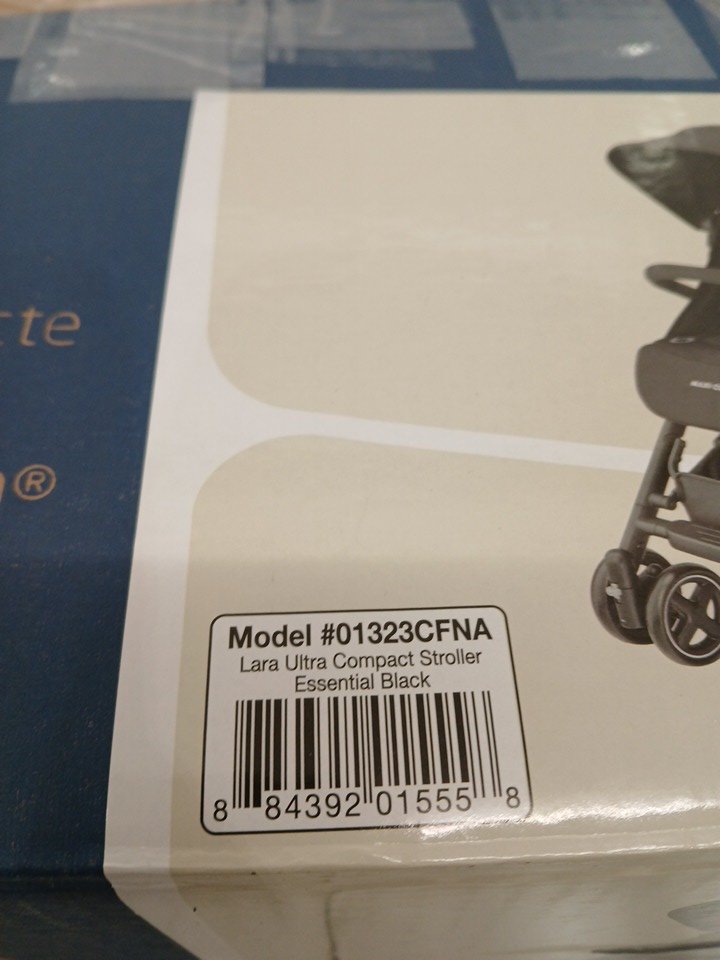 cte
®
Model #01323CFNA
Lara Ultra Compact Stroller
Essential Black
8 84392 01555 8